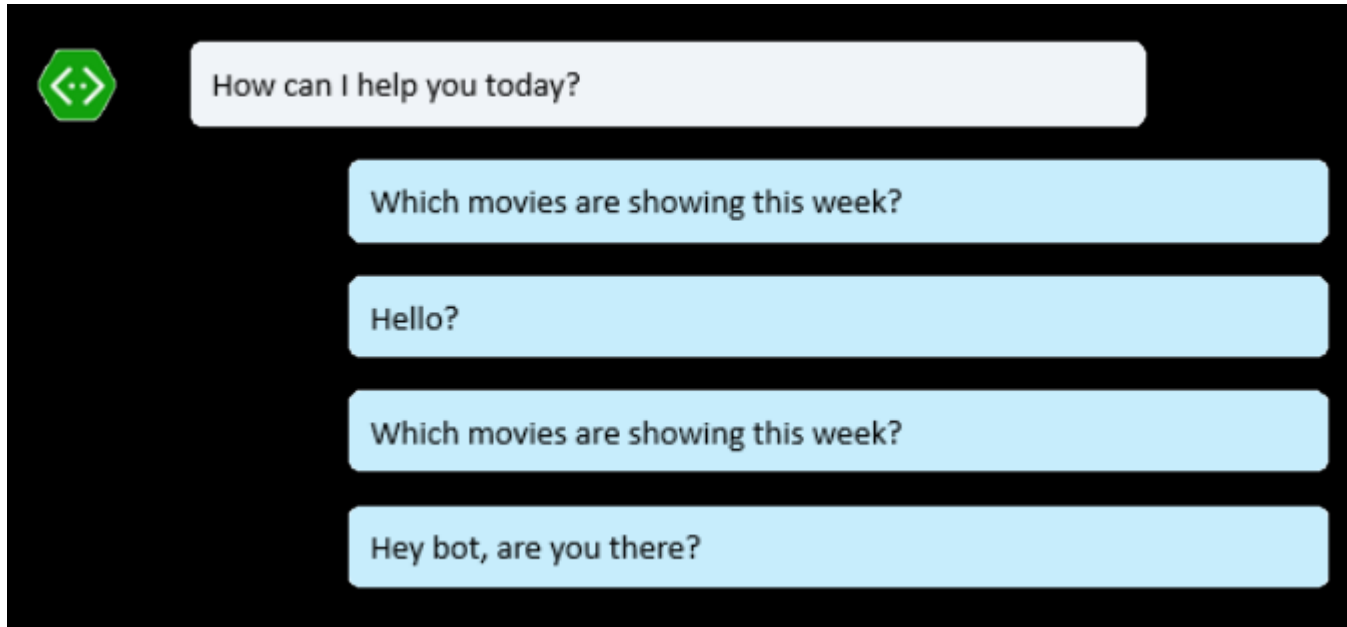 How can I help you today?
Which movies are showing this week?
Hello?
Which movies are showing this week?
Hey bot, are you there?